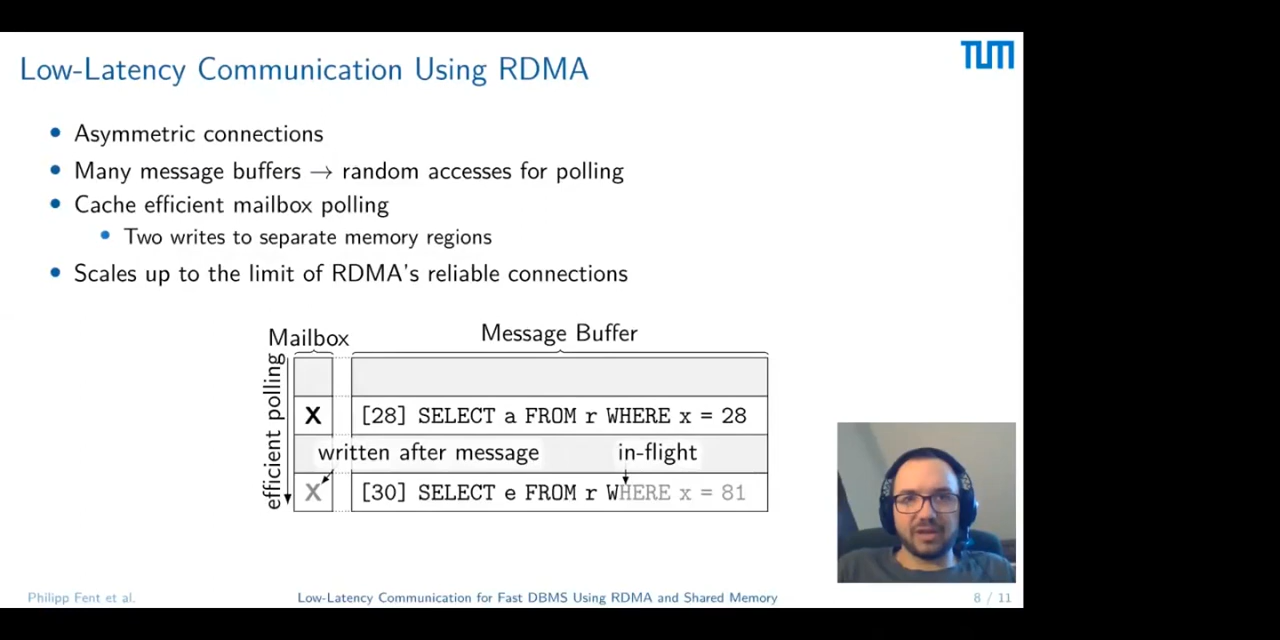 Low-Latency Communication Using RDMA
TUM
• Asymmetric connections
• Many message buffers → random accesses for polling
• Cache efficient mailbox polling
• Two writes to separate memory regions
• Scales up to the limit of RDMA's reliable connections
Mailbox
Message Buffer
efficient polling
X [28] SELECT a FROM r WHERE x = 28
written after message
in-flight
X [30] SELECT e FROM r WHERE x = 81
Philipp Fent et al.
Low-Latency Communication for Fast DBMS Using RDMA and Shared Memory
8 / 11